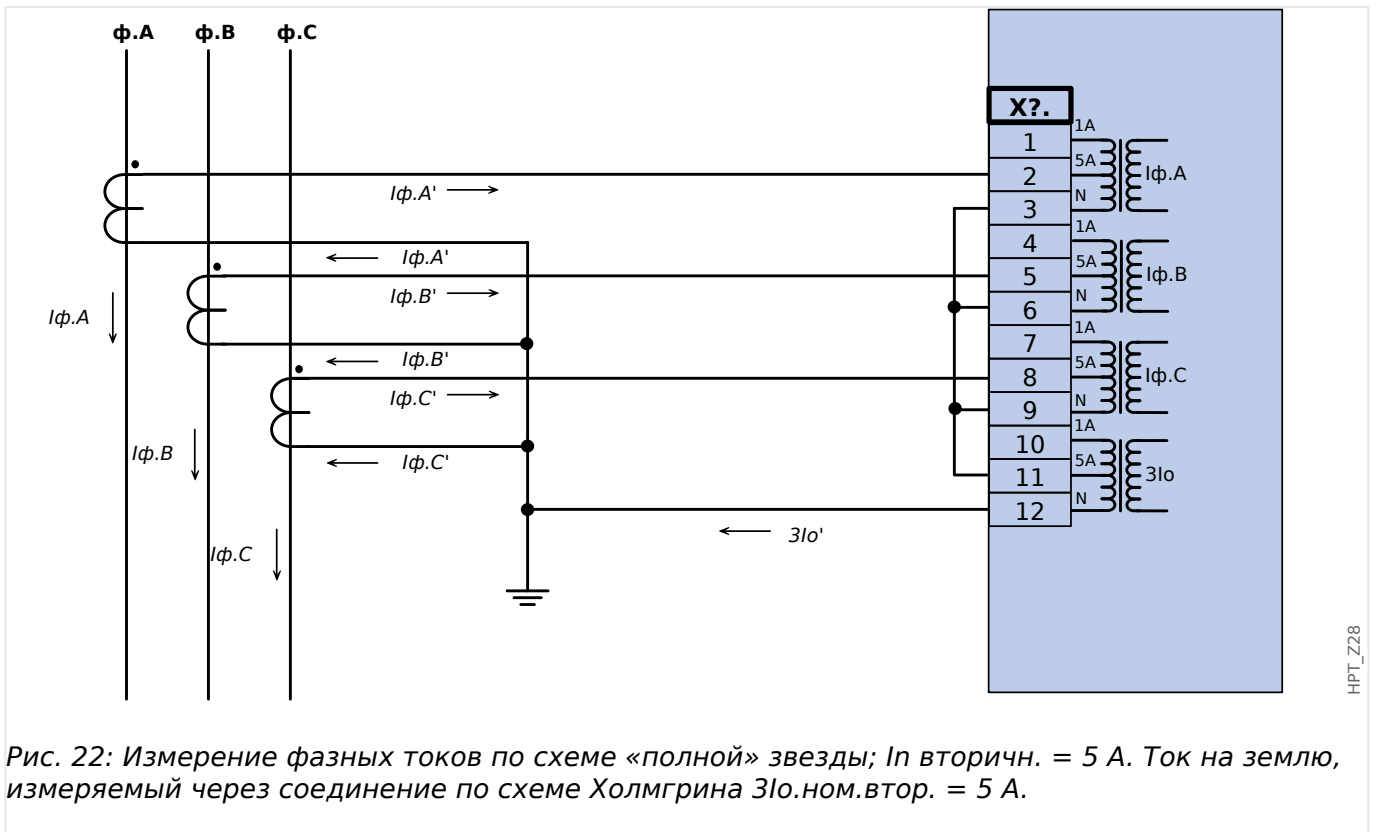 ф.A ф.B ф.C
X?.
1 1A
2 5A
3 N
Iф.A
4 1A
5 5A
6 N
Iф.B
7 1A
8 5A
9 N
Iф.C
10 1A
11 5A
12 N
3Io
Iф.A'
Iф.A'
Iф.B'
Iф.A
Iф.B'
Iф.C'
Iф.B
Iф.C'
3Io'
Iф.C
HPT_Z28
Рис. 22: Измерение фазных токов по схеме «полной» звезды; In вторичн. = 5 А. Ток на землю,
измеряемый через соединение по схеме Холмгрина 3Io.ном.втор. = 5 А.